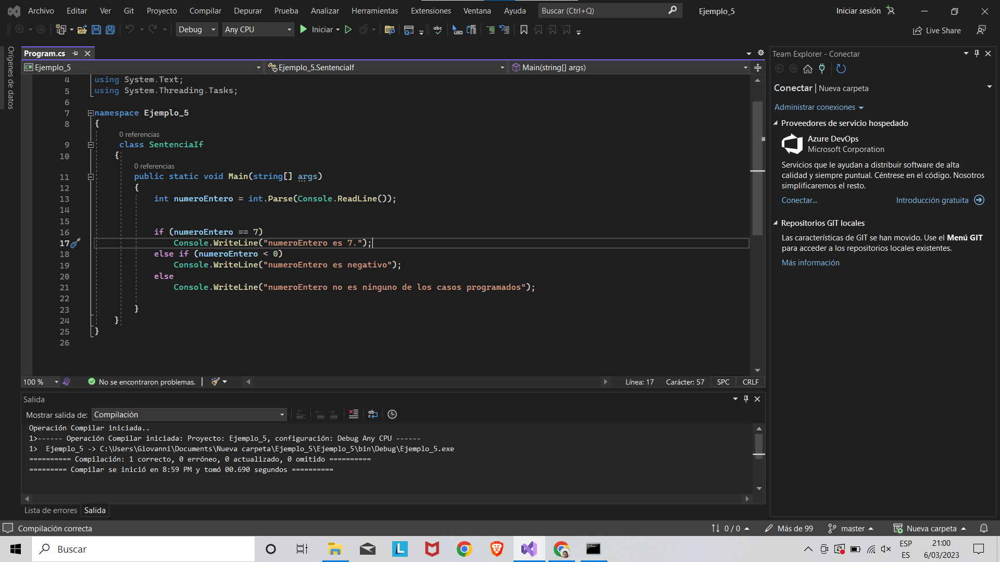 Archivo Editar Ver Git Proyecto Compilar Depurar Prueba Analizar Herramientas Extensiones Ventana Ayuda Buscar (Ctrl+Q) Ejemplo_5 Iniciar sesión
Debug Any CPU Iniciar Live Share
Orígenes de datos
Program.cs
Ejemplo_5 Ejemplo_5.SentenciaIf Main(string[] args)
4 using System.Text;
5 using System.Threading.Tasks;
6
7 namespace Ejemplo_5
8 {
0 referencias
9 class SentenciaIf
10 {
0 referencias
11 public static void Main(string[] args)
12 {
13 int numeroEntero = int.Parse(Console.ReadLine());
14
15
16 if (numeroEntero == 7)
17 Console.WriteLine("numeroEntero es 7.");
18 else if (numeroEntero < 0)
19 Console.WriteLine("numeroEntero es negativo");
20 else
21 Console.WriteLine("numeroEntero no es ninguno de los casos programados");
22
23 }
24 }
25 }
26
100 % No se encontraron problemas. Línea: 17 Carácter: 57 SPC CRLF
Salida
Mostrar salida de: Compilación
Operación Compilar iniciada..
1>------ Operación Compilar iniciada: Proyecto: Ejemplo_5, configuración: Debug Any CPU ------
1> Ejemplo_5 -> C:\Users\Giovanni\Documents\Nueva carpeta\Ejemplo_5\Ejemplo_5\bin\Debug\Ejemplo_5.exe
========== Compilación: 1 correcto, 0 erróneo, 0 actualizado, 0 omitido ==========
========= Compilar se inició en 8:59 PM y tomó 00.690 segundos ==========
Lista de errores Salida
Team Explorer - Conectar
Conectar | Nueva carpeta
Administrar conexiones
Proveedores de servicio hospedado
Azure DevOps
Microsoft Corporation
Servicios que le ayudan a distribuir software de alta
calidad y siempre puntual. Céntrese en el código. Nosotros
simplificaremos el resto.
Conectar... Introducción gratuita
Repositorios GIT locales
Las características de GIT se han movido. Use el Menú GIT
para acceder a los repositorios locales existentes.
Más información
Compilación correcta 0 / 0 Más de 99 master Nueva carpeta
Buscar
ESP
ES
21:00
6/03/2023